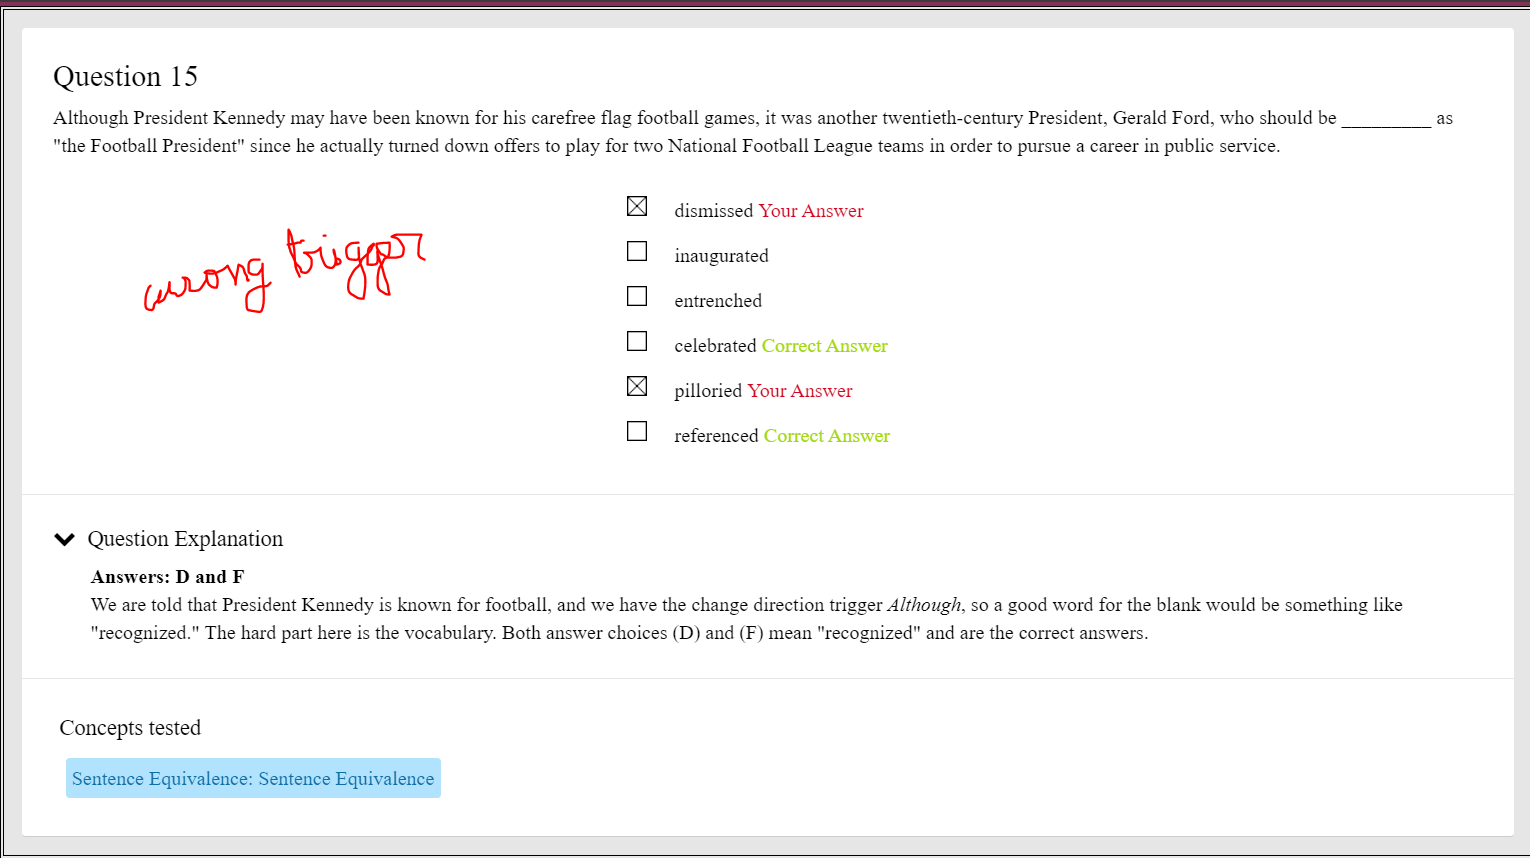 Question 15
Although President Kennedy may have been known for his carefree flag football games, it was another twentieth-century President, Gerald Ford, who should be _________ as
"the Football President" since he actually turned down offers to play for two National Football League teams in order to pursue a career in public service.
wrong trigger
dismissed Your Answer
inaugurated
entrenched
celebrated Correct Answer
pilloried Your Answer
referenced Correct Answer
Question Explanation
Answers: D and F
We are told that President Kennedy is known for football, and we have the change direction trigger Although, so a good word for the blank would be something like
"recognized." The hard part here is the vocabulary. Both answer choices (D) and (F) mean "recognized" and are the correct answers.
Concepts tested
Sentence Equivalence: Sentence Equivalence